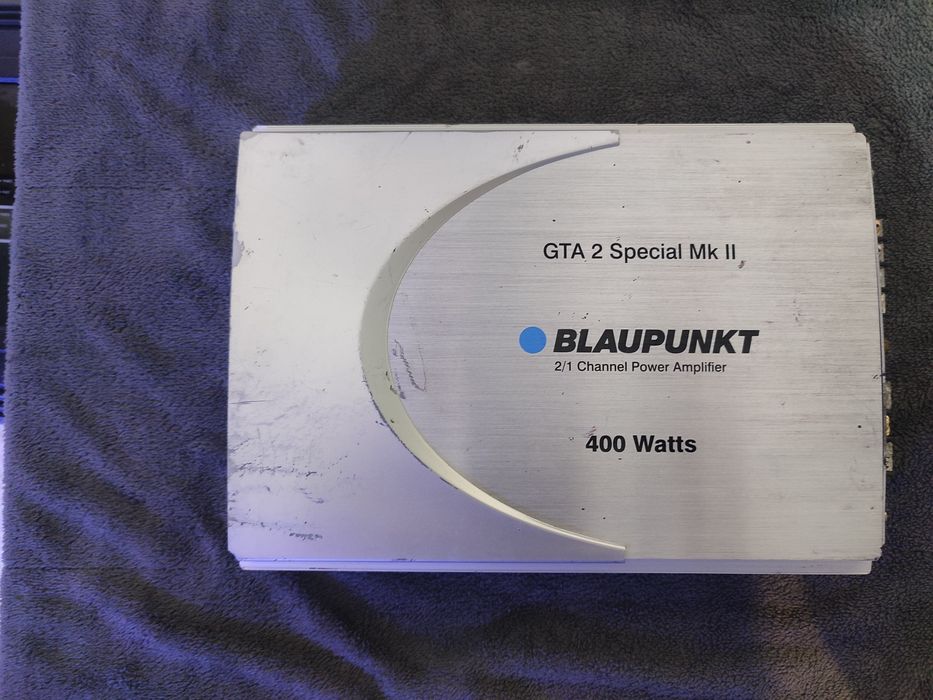 GTA 2 Special Mk II
BLAUPUNKT
2/1 Channel Power Amplifier
400 Watts